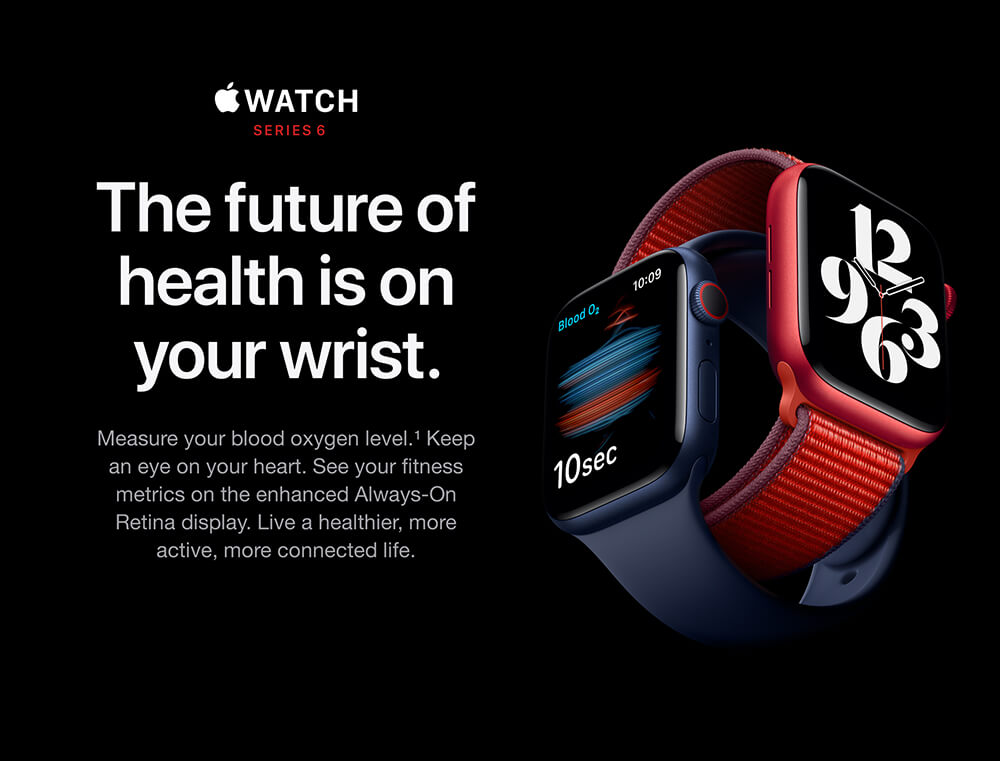 WATCH
SERIES 6
The future of
health is on
your wrist.
Measure your blood oxygen level.¹ Keep
an eye on your heart. See your fitness
metrics on the enhanced Always-On
Retina display. Live a healthier, more
active, more connected life.
Blood O₂
10:09
10sec
12
9 3
6